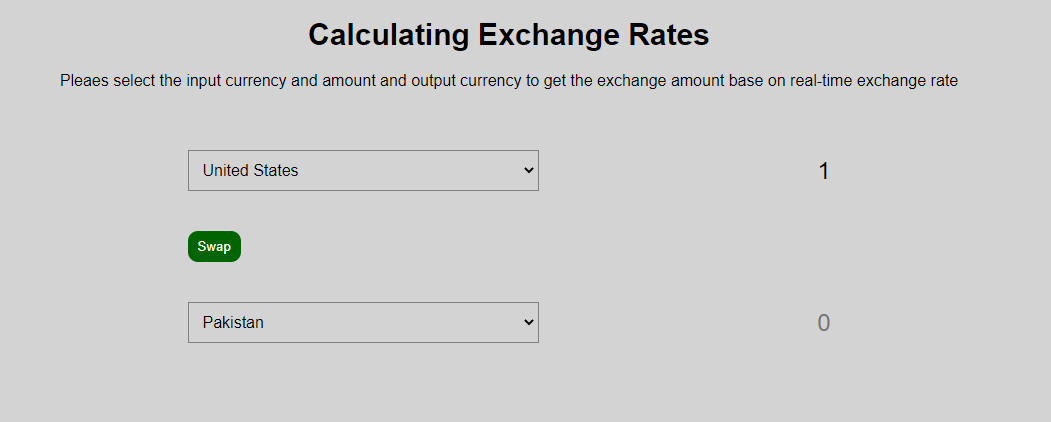 Calculating Exchange Rates
Pleaes select the input currency and amount and output currency to get the exchange amount base on real-time exchange rate
United States
1
Swap
Pakistan
0